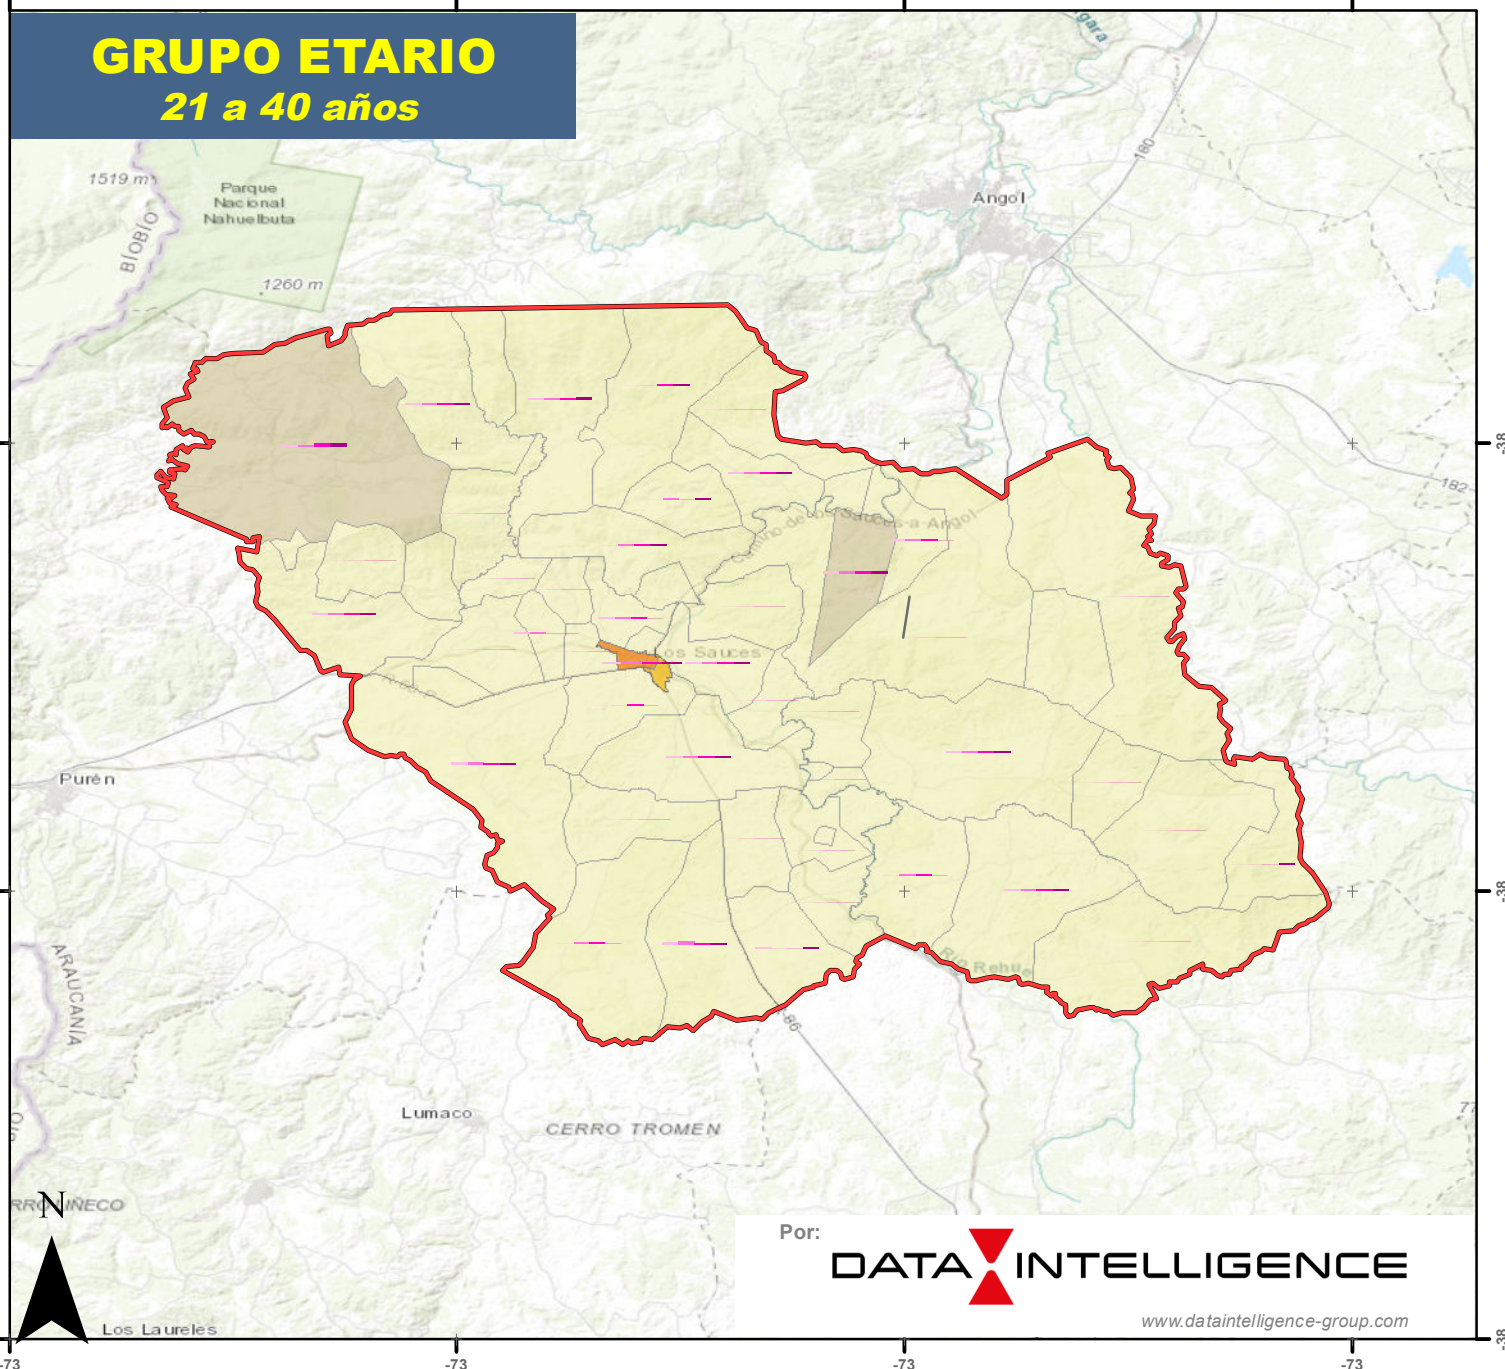 GRUPO ETARIO
21 a 40 años
1519 m
Parque
Nacional
Nahuelbuta
BÍOBÍO
1260 m
Angol
180
182
Camino-de-los-Sauces-a-Angol
Los Sauces
Purén
Río Rehue
ARAUCANÍA
86
Lumaco
CERRO TROMEN
N
Los Laureles
Por:
DATA INTELLIGENCE
www.dataintelligence-group.com
-73
-73
-73
-73
-38
-38
-38